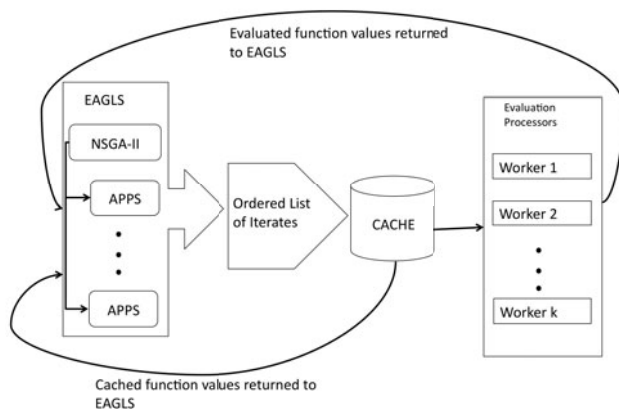 Evaluated function values returned
to EAGLS
EAGLS
NSGA-II
APPS
APPS
Ordered List
of Iterates
CACHE
Evaluation
Processors
Worker 1
Worker 2
Worker k
Cached function values returned to
EAGLS